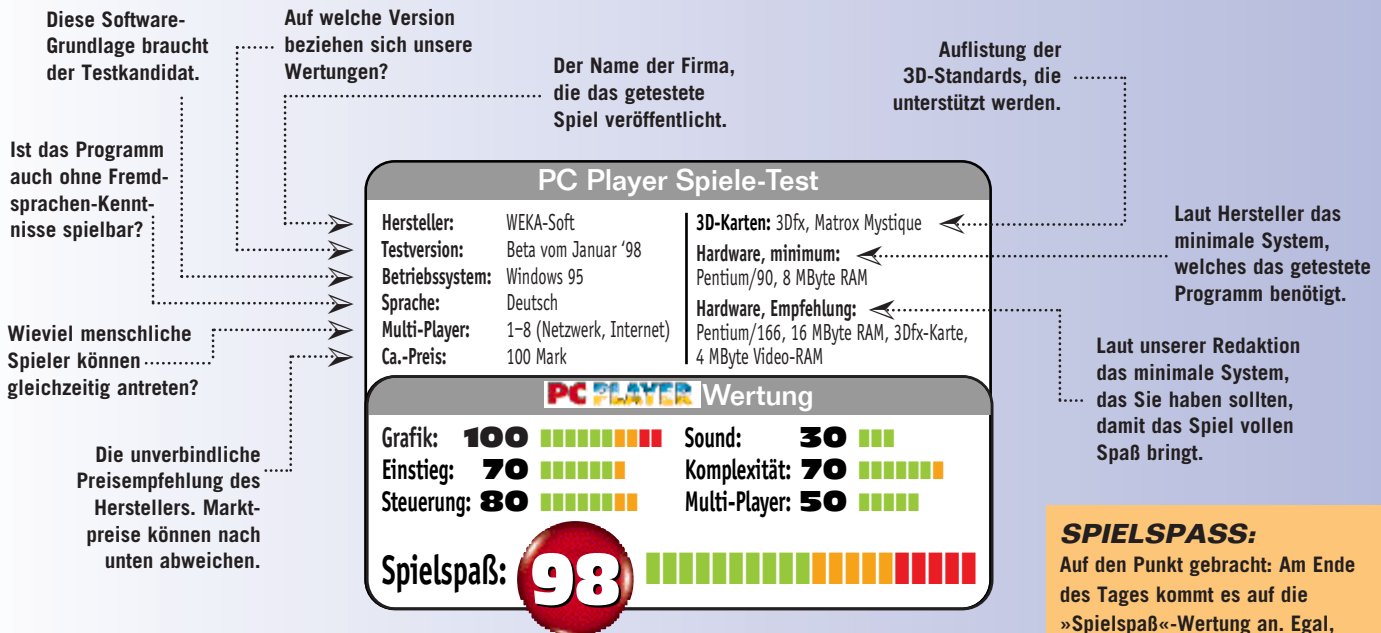 Diese Software-
Grundlage braucht
der Testkandidat.
Auf welche Version
beziehen sich unsere
Wertungen?
Der Name der Firma,
die das getestete
Spiel veröffentlicht.
Auflistung der
3D-Standards, die
unterstützt werden.
Ist das Programm
auch ohne Fremd-
sprachen-Kennt-
nisse spielbar?
Wieviel menschliche
Spieler können
gleichzeitig antreten?
Die unverbindliche
Preisempfehlung des
Herstellers. Markt-
preise können nach
unten abweichen.
PC Player Spiele-Test
Hersteller: WEKA-Soft
Testversion: Beta vom Januar ‘98
Betriebssystem: Windows 95
Sprache: Deutsch
Multi-Player: 1–8 (Netzwerk, Internet)
Ca.-Preis: 100 Mark
3D-Karten: 3Dfx, Matrox Mystique
Hardware, minimum:
Pentium/90, 8 MByte RAM
Hardware, Empfehlung:
Pentium/166, 16 MByte RAM, 3Dfx-Karte,
4 MByte Video-RAM
PC PLAYER Wertung
Grafik: 100
Einstieg: 70
Steuerung: 80
Sound: 30
Komplexität: 70
Multi-Player: 50
Spielspaß: 98
Laut Hersteller das
minimale System,
welches das getestete
Programm benötigt.
Laut unserer Redaktion
das minimale System,
das Sie haben sollten,
damit das Spiel vollen
Spaß bringt.
SPIELSPASS:
Auf den Punkt gebracht: Am Ende
des Tages kommt es auf die
»Spielspaß«-Wertung an. Egal,